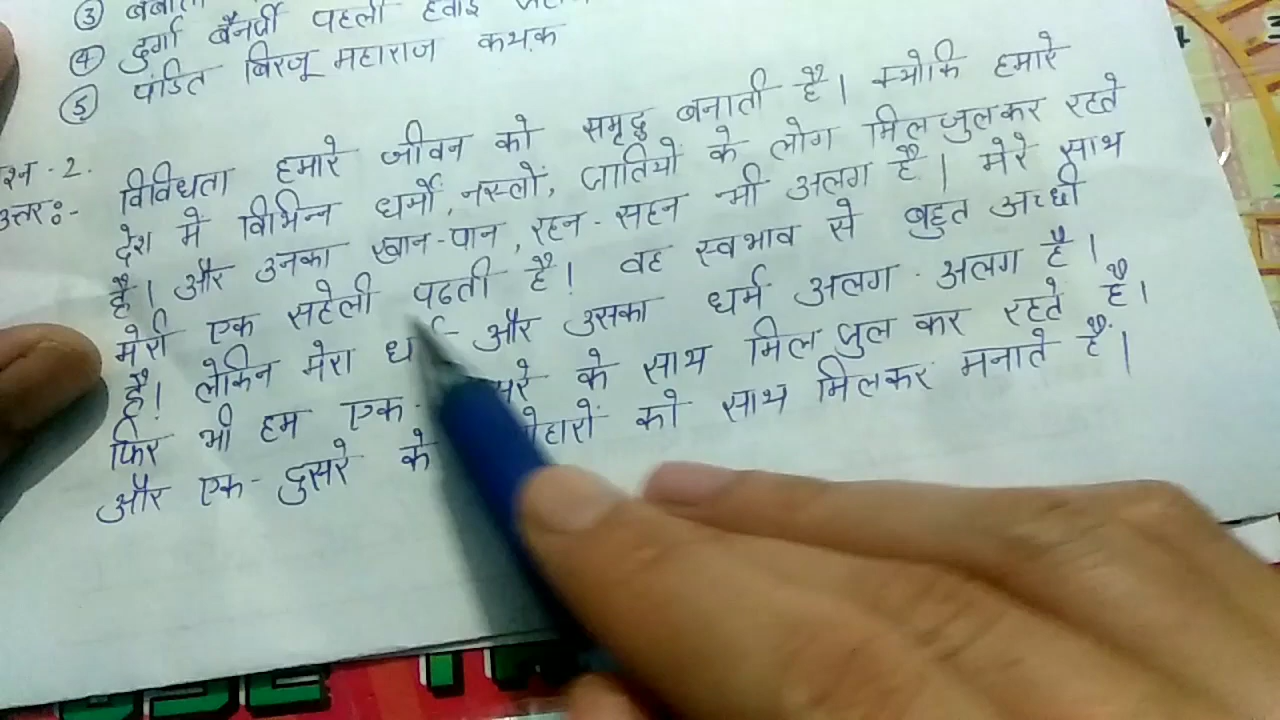 ③
④ दुर्गा बैनर्जी पहली हवाई
⑤ पंडित बिरजू महाराज कथक
2.
उत्तरः- विविधता हमारे जीवन को समृद्ध बनाती है। क्योकि हमारे
देश मे विभिन्न धर्मों, नस्लों, जातियों के लोग मिलजुलकर रहते
है। और उनका खान-पान, रहन-सहन भी अलग है। मेरे साथ
मेरी एक सहेली पढती है। वह स्वभाव से बहुत अच्छी
है। लेकिन मेरा और उसका धर्म अलग-अलग है।
फिर भी हम एक- के साथ मिलजुल कर रहते है।
और एक-दुसरे के को साथ मिलकर मनाते है।